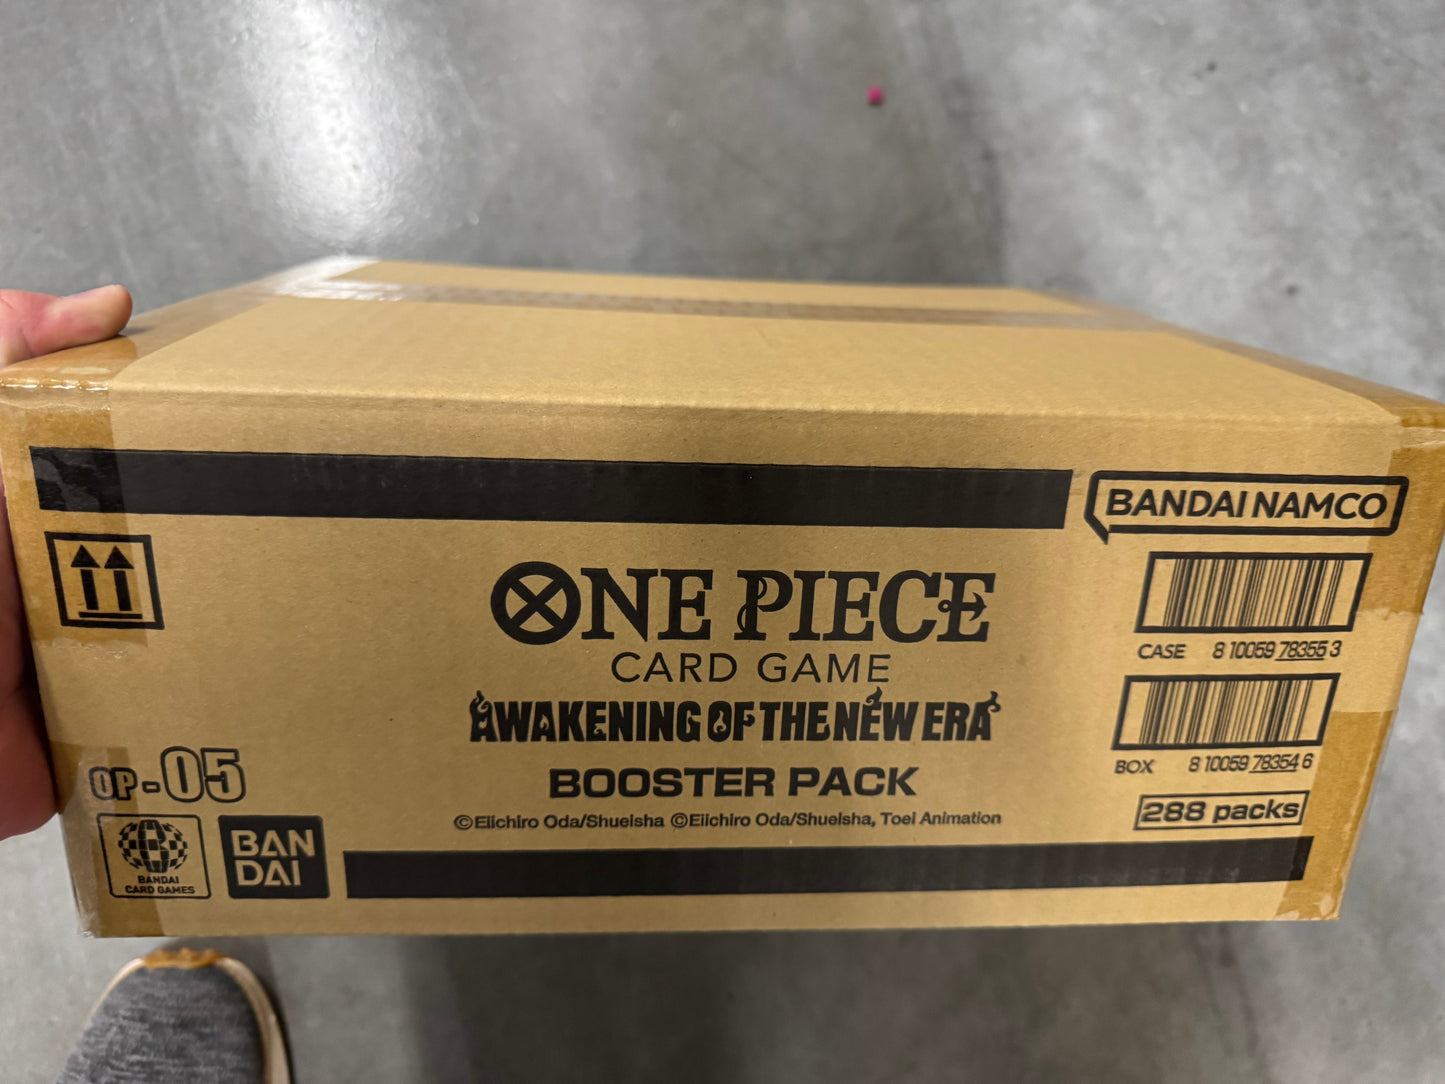 BANDAI NAMCO
ONE PIECE
CARD GAME
AWAKENING OF THE NEW ERA
BOOSTER PACK
©Eiichiro Oda/Shueisha ©Eiichiro Oda/Shueisha, Toei Animation
CASE 8 10059 78355 3
BOX 8 10059 78354 6
288 packs
OP-05
BANDAI
CARD GAMES
BAN
DAI